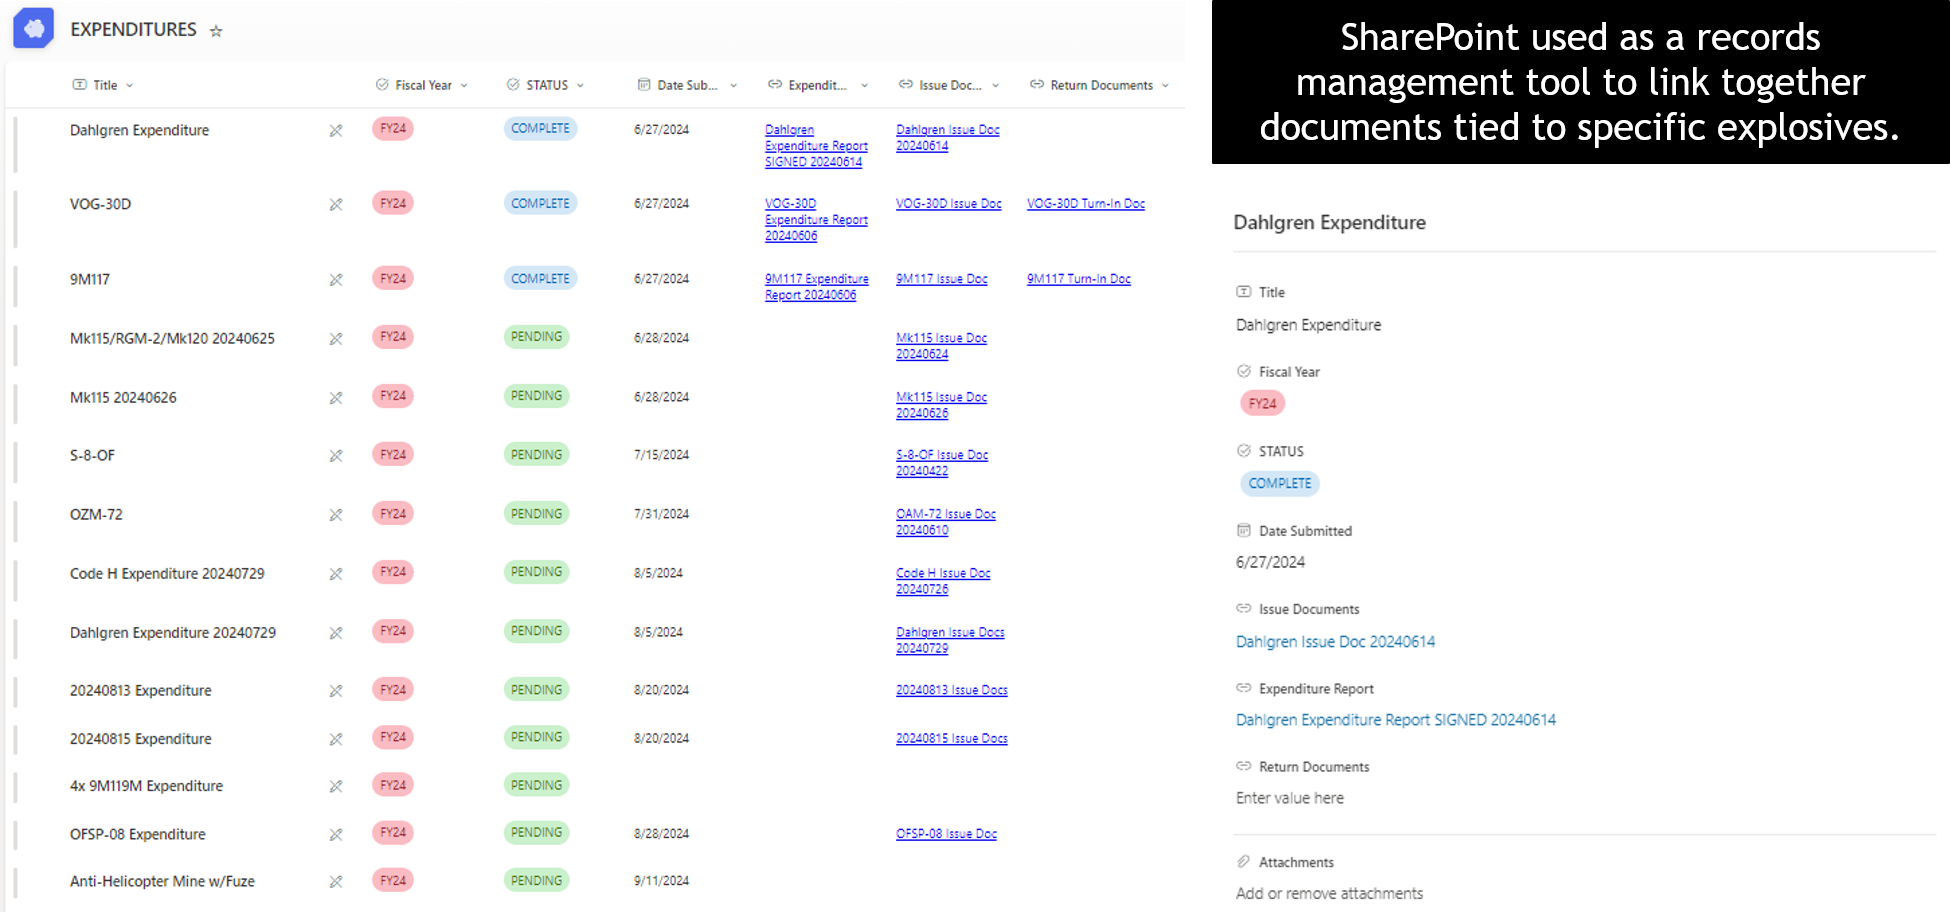 EXPENDITURES
Title Fiscal Year STATUS Date Sub... Expendit... Issue Doc... Return Documents
Dahlgren Expenditure FY24 COMPLETE 6/27/2024 Dahlgren Dahlgren Issue Doc
Expenditure Report 20240614
SIGNED 20240614
VOG-30D FY24 COMPLETE 6/27/2024 VOG-30D VOG-30D Issue Doc VOG-30D Turn-In Doc
Expenditure Report
20240606
9M117 FY24 COMPLETE 6/27/2024 9M117 Expenditure 9M117 Issue Doc 9M117 Turn-In Doc
Report 20240606
Mk115/RGM-2/Mk120 20240625 FY24 PENDING 6/28/2024 Mk115 Issue Doc
20240624
Mk115 20240626 FY24 PENDING 6/28/2024 Mk115 Issue Doc
20240626
S-8-OF FY24 PENDING 7/15/2024 S-8-OF Issue Doc
20240422
OZM-72 FY24 PENDING 7/31/2024 OAM-72 Issue Doc
20240610
Code H Expenditure 20240729 FY24 PENDING 8/5/2024 Code H Issue Doc
20240726
Dahlgren Expenditure 20240729 FY24 PENDING 8/5/2024 Dahlgren Issue Docs
20240729
20240813 Expenditure FY24 PENDING 8/20/2024 20240813 Issue Docs
20240815 Expenditure FY24 PENDING 8/20/2024 20240815 Issue Docs
4x 9M119M Expenditure FY24 PENDING
OFSP-08 Expenditure FY24 PENDING 8/28/2024 OFSP-08 Issue Doc
Anti-Helicopter Mine w/Fuze FY24 PENDING 9/11/2024
SharePoint used as a records
management tool to link together
documents tied to specific explosives.
Dahlgren Expenditure
Title
Dahlgren Expenditure
Fiscal Year
FY24
STATUS
COMPLETE
Date Submitted
6/27/2024
Issue Documents
Dahlgren Issue Doc 20240614
Expenditure Report
Dahlgren Expenditure Report SIGNED 20240614
Return Documents
Enter value here
Attachments
Add or remove attachments